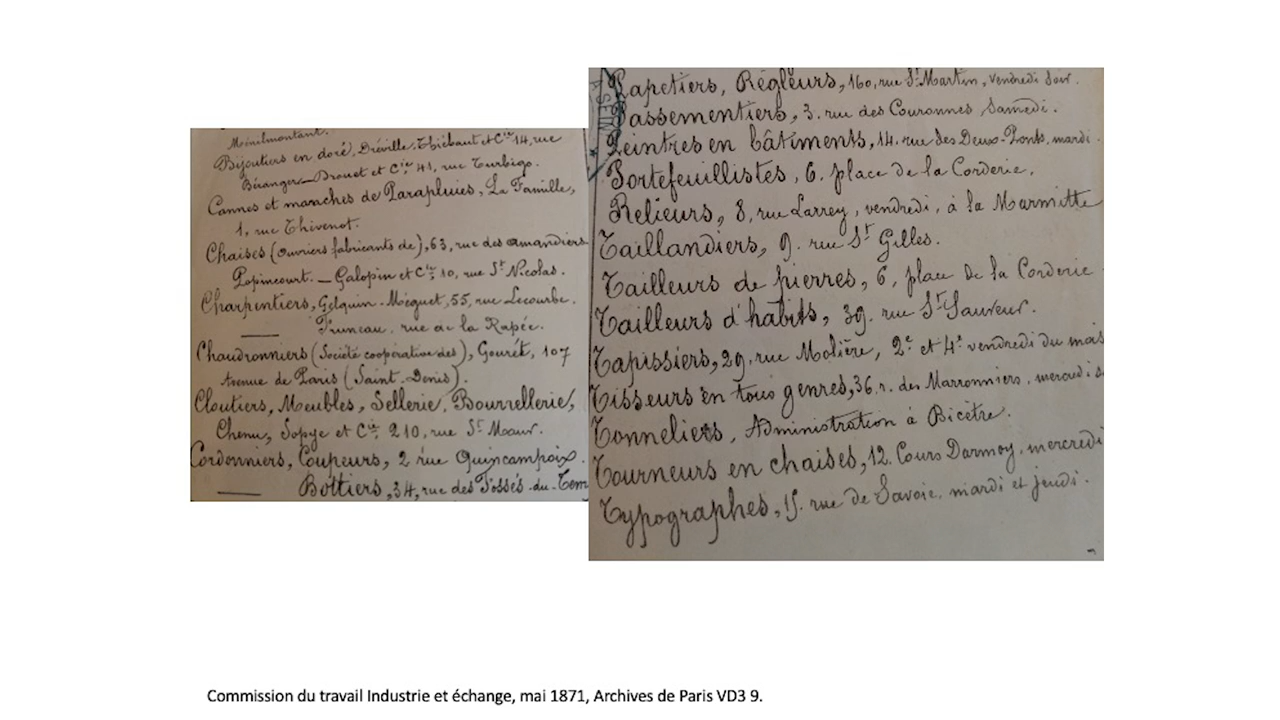 Ménilmontant.
Bijoutiers en doré, Dréville, Thiébaut et Cie 14, rue
Béranger – Drouet et Cie 41, rue Turbigo.
Cannes et manches de Parapluies, La Famille,
1, rue Thévenot.
Chaises (Ouvriers fabricants de), 63, rue des Amandiers
Popincourt. – Galopin et Cie 10, rue St Nicolas.
Charpentiers, Gelquin-Méguet, 55, rue Lecourbe.
—— Pruneau, rue de la Rapée.
Chaudronniers (Société coopérative des), Gouret, 107
Avenue de Paris (Saint-Denis).
Cloutiers, Meubles, Sellerie, Bourrellerie,
Chenu, Sopye et Cie 210, rue St Maur.
Cordonniers, Coupeurs, 2 rue Quincampoix.
—— Bottiers, 34, rue des Fossés-du-Tem
Papetiers, Régleurs, 160, rue St Martin, vendredi soir.
Passementiers, 3. rue des Couronnes, Samedi.
Peintres en bâtiments, 14. rue des Deux-Ponts, mardi.
Portefeuillistes, 6. place de la Corderie.
Relieurs, 8, rue Larrey, vendredi, à la Marmitte
Taillandiers, 9. rue St Gilles.
Tailleurs de pierres, 6, place de la Corderie.
Tailleurs d'habits, 39. rue St Sauveur.
Tapissiers, 29, rue Molière, 2e et 4e vendredi du mois
Tisseurs en tous genres, 36, r. des Marronniers, mercredi s
Tonneliers, Administration à Bicêtre.
Tourneurs en chaises, 12. Cours Darmoy, mercredi
Typographes, 15. rue de Savoie, mardi et jeudi.
Commission du travail Industrie et échange, mai 1871, Archives de Paris VD3 9.